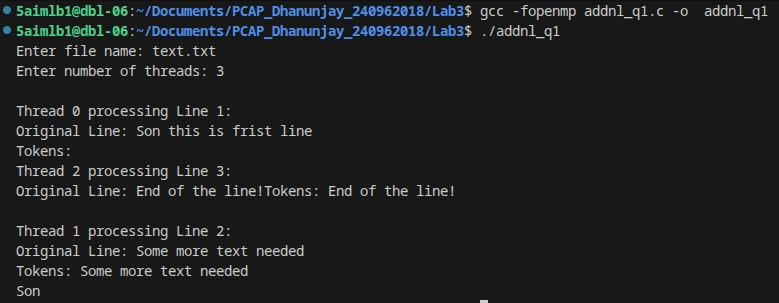 5aimlb1@dbl-06:~/Documents/PCAP_Dhanunjay_240962018/Lab3$ gcc -fopenmp addnl_q1.c -o  addnl_q1
5aimlb1@dbl-06:~/Documents/PCAP_Dhanunjay_240962018/Lab3$ ./addnl_q1
Enter file name: text.txt
Enter number of threads: 3

Thread 0 processing Line 1:
Original Line: Son this is frist line
Tokens:
Thread 2 processing Line 3:
Original Line: End of the line!Tokens: End of the line!

Thread 1 processing Line 2:
Original Line: Some more text needed
Tokens: Some more text needed
Son